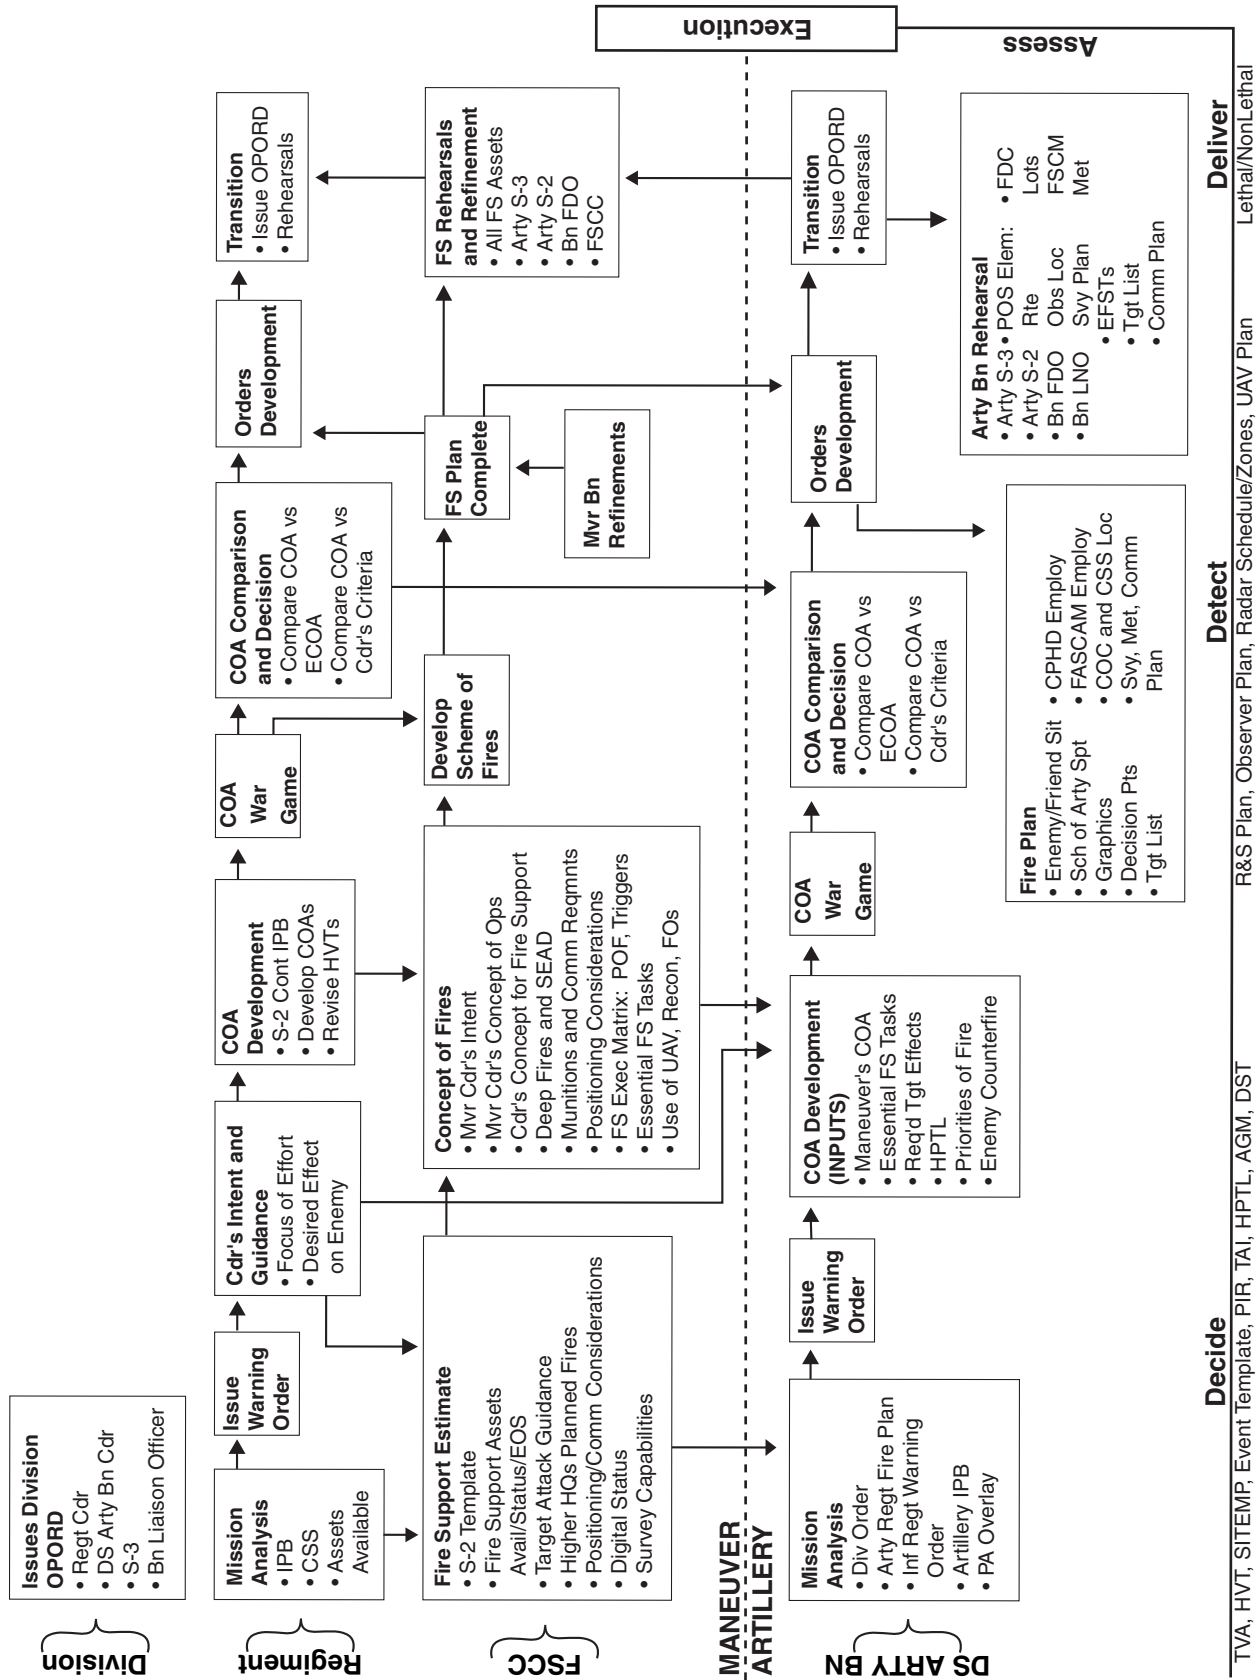 Division
Issues Division
OPORD
• Regt Cdr
• DS Arty Bn Cdr
• S-3
• Bn Liaison Officer
Regiment
Mission
Analysis
• IPB
• CSS
• Assets
Available
Issue
Warning
Order
Cdr's Intent and
Guidance
• Focus of Effort
• Desired Effect
on Enemy
COA
Development
• S-2 Cont IPB
• Develop COAs
• Revise HVTs
COA
War
Game
COA Comparison
and Decision
• Compare COA vs
ECOA
• Compare COA vs
Cdr's Criteria
Orders
Development
Transition
• Issue OPORD
• Rehearsals
FSCC
Fire Support Estimate
• S-2 Template
• Fire Support Assets
Avail/Status/EOS
• Target Attack Guidance
• Higher HQs Planned Fires
• Positioning/Comm Considerations
• Digital Status
• Survey Capabilities
Concept of Fires
• Mvr Cdr's Intent
• Mvr Cdr's Concept of Ops
• Cdr's Concept for Fire Support
• Deep Fires and SEAD
• Munitions and Comm Reqmnts
• Positioning Considerations
• FS Exec Matrix: POF, Triggers
• Essential FS Tasks
• Use of UAV, Recon, FOs
Develop
Scheme of
Fires
FS Plan
Complete
Mvr Bn
Refinements
FS Rehearsals
and Refinement
• All FS Assets
• Arty S-3
• Arty S-2
• Bn FDO
• FSCC
MANEUVER
ARTILLERY
Execution
DS ARTY BN
Mission
Analysis
• Div Order
• Arty Regt Fire Plan
• Inf Regt Warning
Order
• Artillery IPB
• PA Overlay
Issue
Warning
Order
COA Development
(INPUTS)
• Maneuver's COA
• Essential FS Tasks
• Req'd Tgt Effects
• HPTL
• Priorities of Fire
• Enemy Counterfire
COA
War
Game
COA Comparison
and Decision
• Compare COA vs
ECOA
• Compare COA vs
Cdr's Criteria
Orders
Development
Transition
• Issue OPORD
• Rehearsals
Assess
Fire Plan
• Enemy/Friend Sit • CPHD Employ
• Sch of Arty Spt • FASCAM Employ
Graphics • COC and CSS Loc
• Decision Pts • Svy, Met, Comm
• Tgt List Plan
Arty Bn Rehearsal
• Arty S-3 • POS Elem: • FDC
• Arty S-2 Rte Lots
• Bn FDO Obs Loc FSCM
• Bn LNO Svy Plan Met
• EFSTs
• Tgt List
• Comm Plan
Decide Detect Deliver
TVA, HVT, SITEMP, Event Template, PIR, TAI, HPTL, AGM, DST R&S Plan, Observer Plan, Radar Schedule/Zones, UAV Plan Lethal/NonLethal